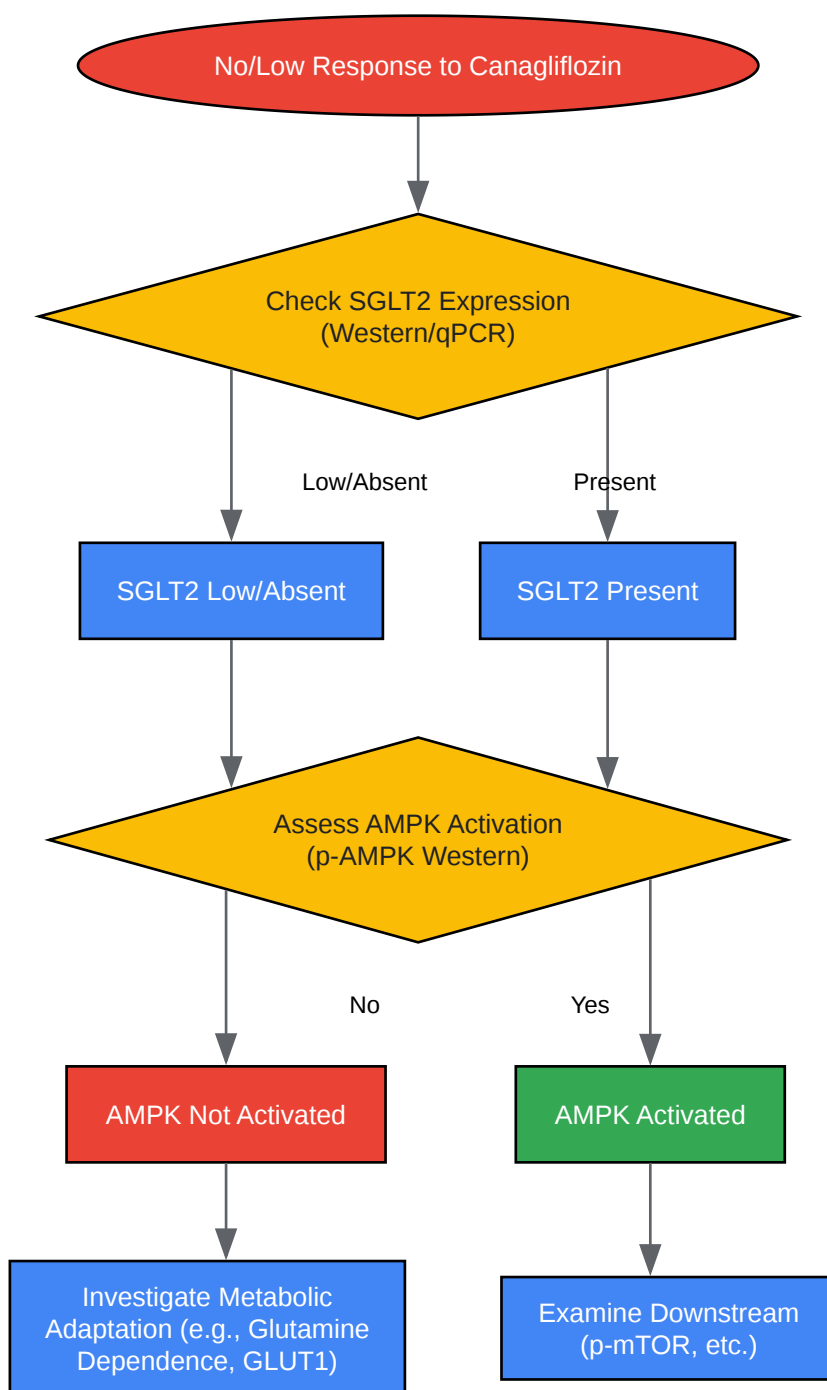 No/Low Response to Canagliflozin
Check SGLT2 Expression
(Western/qPCR)
Low/Absent
Present
SGLT2 Low/Absent
SGLT2 Present
Assess AMPK Activation
(p-AMPK Western)
No
Yes
AMPK Not Activated
AMPK Activated
Investigate Metabolic
Adaptation (e.g., Glutamine
Dependence, GLUT1)
Examine Downstream
(p-mTOR, etc.)